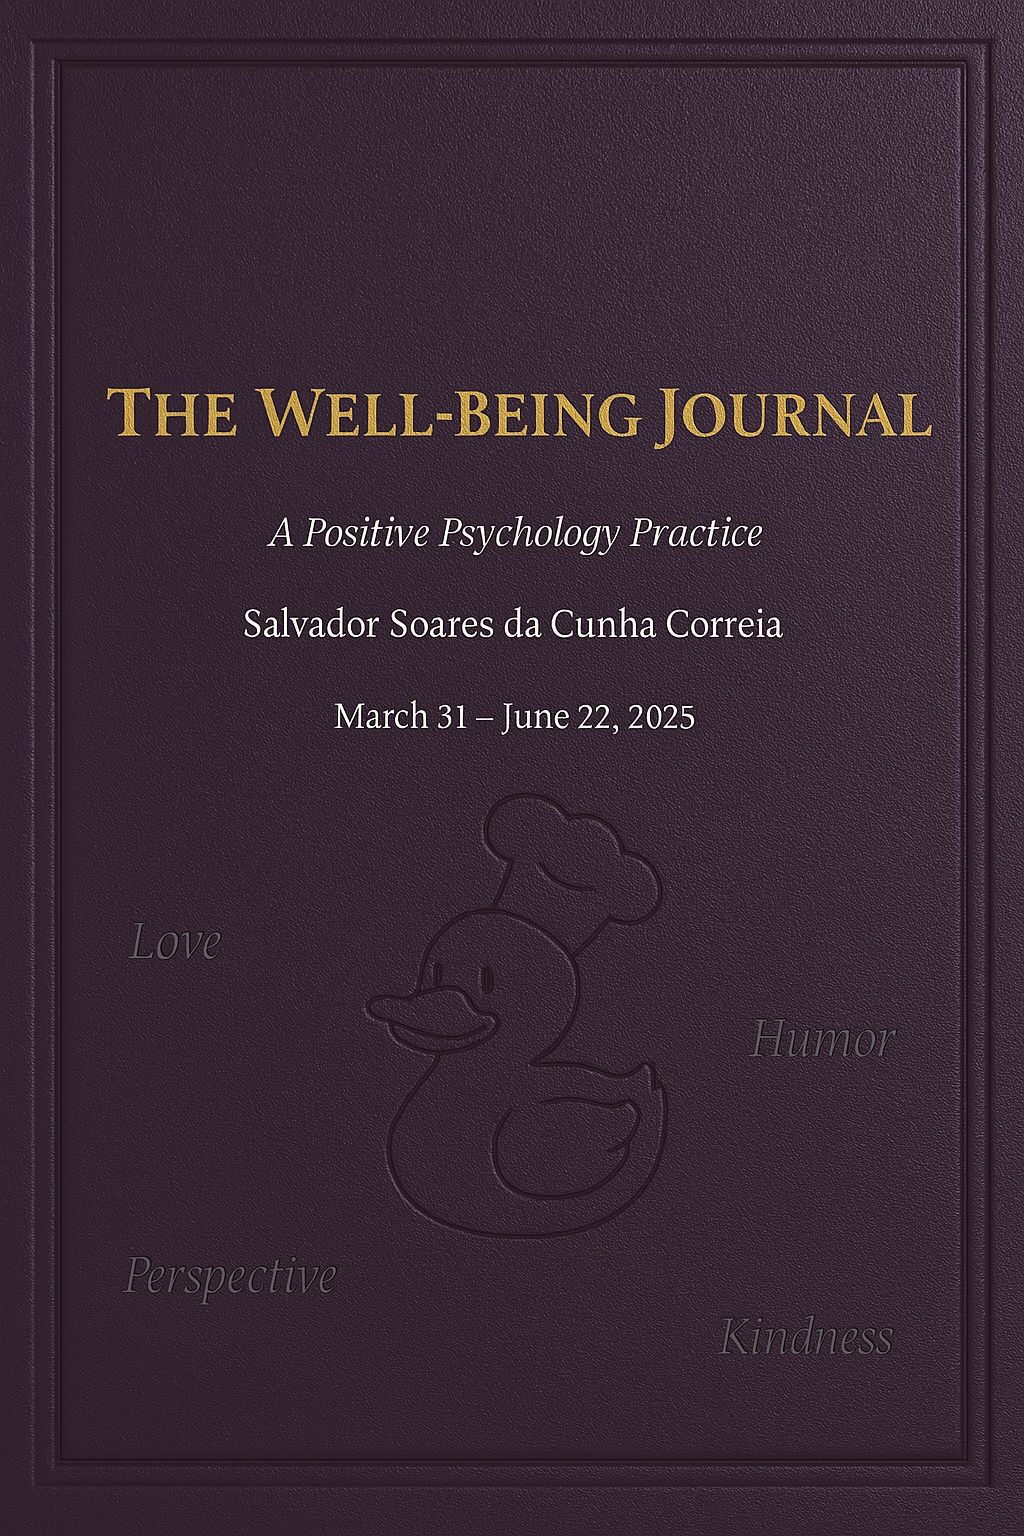 The Well-Being Journal
A Positive Psychology Practice
Salvador Soares da Cunha Correia
March 31 – June 22, 2025
Love
Humor
Perspective
Kindness